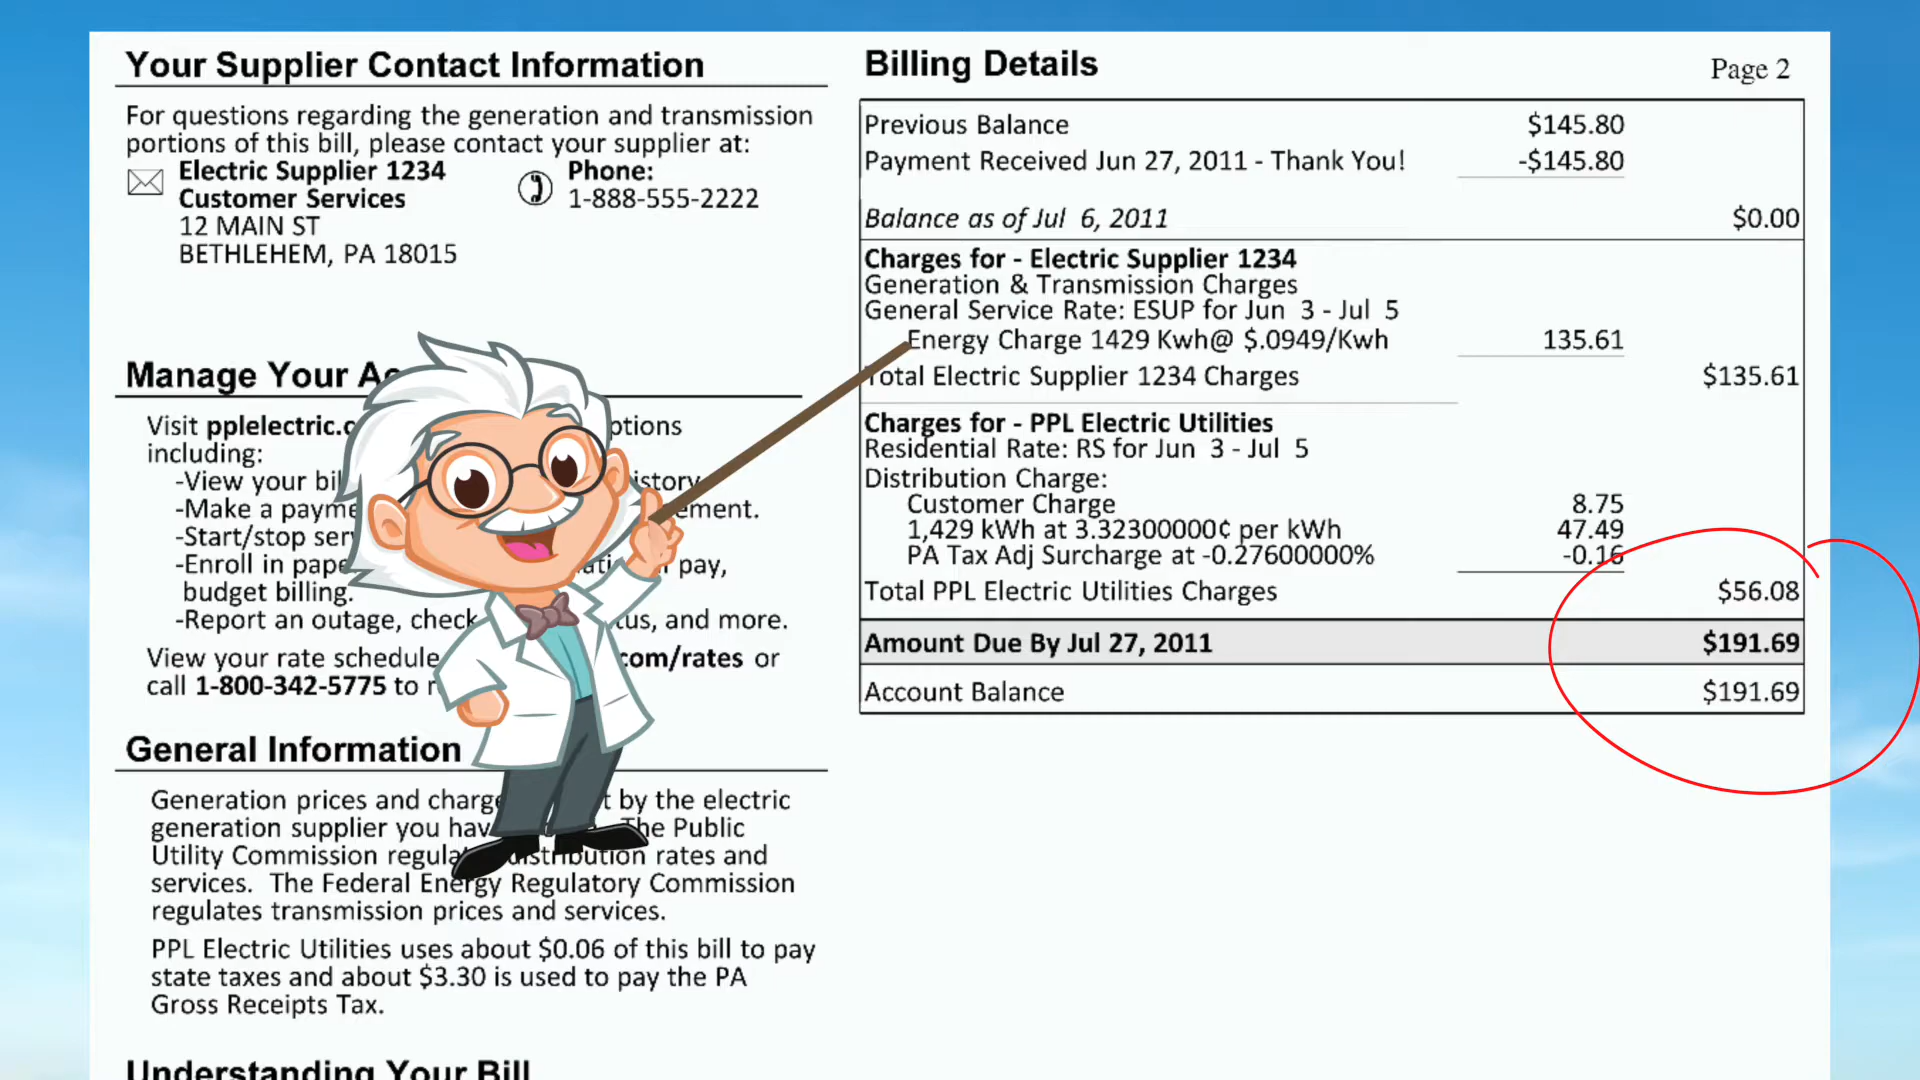 Your Supplier Contact Information
For questions regarding the generation and transmission
portions of this bill, please contact your supplier at:
Electric Supplier 1234
Customer Services
12 MAIN ST
BETHLEHEM, PA 18015
Phone:
1-888-555-2222
Manage Your
Visit pplelectric.
including:
-View your
-Make a
-Start/stop
-Enroll in pay,
budget billing.
-Report an outage, check and more.
View your rate schedule com/rates or
call 1-800-342-5775 to
General Information
Generation prices and by the electric
generation supplier you The Public
Utility Commission distribution rates and
services. The Federal Energy Regulatory Commission
regulates transmission prices and services.
PPL Electric Utilities uses about $0.06 of this bill to pay
state taxes and about $3.30 is used to pay the PA
Gross Receipts Tax.
Understanding Your Bill
Billing Details
Page 2
Previous Balance $145.80
Payment Received Jun 27, 2011 - Thank You! -$145.80
Balance as of Jul 6, 2011 $0.00
Charges for - Electric Supplier 1234
Generation & Transmission Charges
General Service Rate: ESUP for Jun 3 - Jul 5
Energy Charge 1429 Kwh@ $.0949/Kwh 135.61
Total Electric Supplier 1234 Charges $135.61
Charges for - PPL Electric Utilities
Residential Rate: RS for Jun 3 - Jul 5
Distribution Charge:
Customer Charge 8.75
1,429 kWh at 3.32300000¢ per kWh 47.49
PA Tax Adj Surcharge at -0.27600000% -0.16
Total PPL Electric Utilities Charges $56.08
Amount Due By Jul 27, 2011 $191.69
Account Balance $191.69